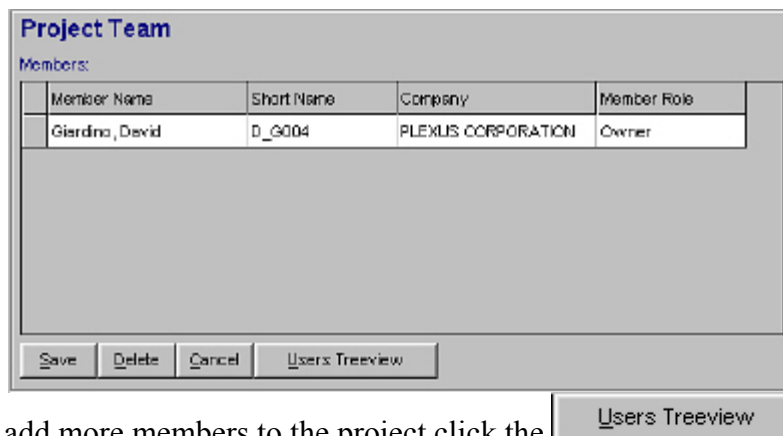 Project Team
Members:
Member Name Short Name Company Member Role
Giardino, David D_G004 PLEXUS CORPORATION Owner
Save Delete Cancel Users Treeview
add more members to the project click the Users Treeview